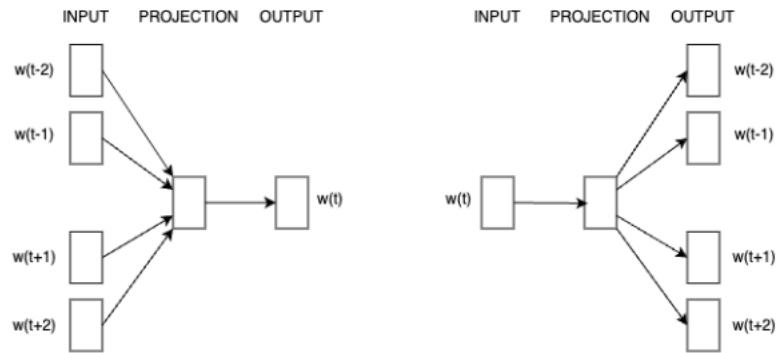 INPUT PROJECTION OUTPUT
w(t-2)
w(t-1)
w(t)
w(t+1)
w(t+2)
INPUT PROJECTION OUTPUT
w(t-2)
w(t-1)
w(t)
w(t+1)
w(t+2)